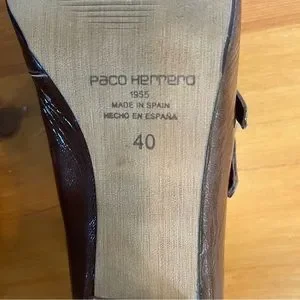 PACO HERRERO
1955
MADE IN SPAIN
HECHO EN ESPAÑA
40